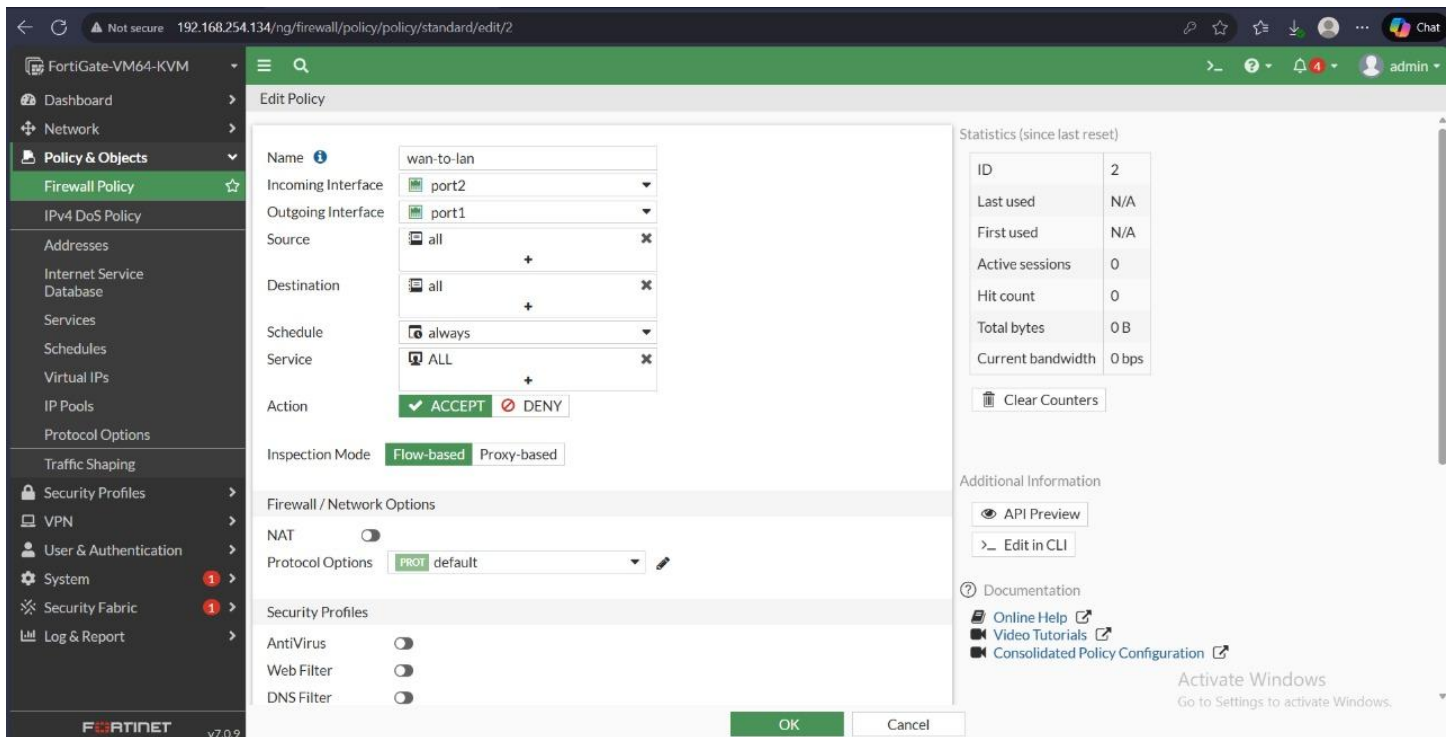 Not secure 192.168.254.134/ng/firewall/policy/policy/standard/edit/2
Chat
FortiGate-VM64-KVM
>_ ? 4 admin
Dashboard
Network
Policy & Objects
Firewall Policy
IPv4 DoS Policy
Addresses
Internet Service
Database
Services
Schedules
Virtual IPs
IP Pools
Protocol Options
Traffic Shaping
Security Profiles
VPN
User & Authentication
System 1
Security Fabric 1
Log & Report
FORTINET v7.0.9
Edit Policy
Name wan-to-lan
Incoming Interface port2
Outgoing Interface port1
Source all
+
Destination all
+
Schedule always
Service ALL
+
Action ACCEPT DENY
Inspection Mode Flow-based Proxy-based
Firewall / Network Options
NAT
Protocol Options PROT default
Security Profiles
AntiVirus
Web Filter
DNS Filter
OK Cancel
Statistics (since last reset)
ID 2
Last used N/A
First used N/A
Active sessions 0
Hit count 0
Total bytes 0 B
Current bandwidth 0 bps
Clear Counters
Additional Information
API Preview
>_ Edit in CLI
? Documentation
Online Help
Video Tutorials
Consolidated Policy Configuration
Activate Windows
Go to Settings to activate Windows.